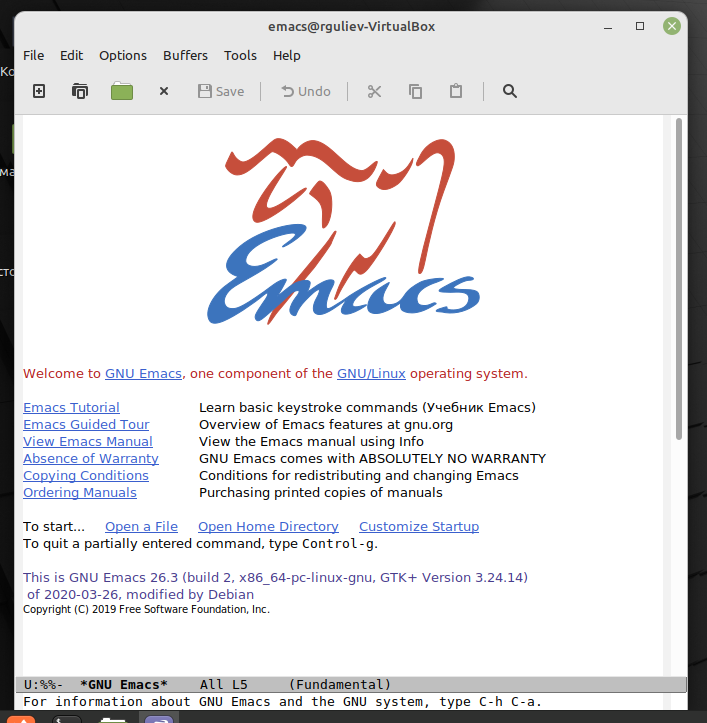 emacs@rguliev-VirtualBox
File Edit Options Buffers Tools Help
Save Undo
Emacs
Welcome to GNU Emacs, one component of the GNU/Linux operating system.
Emacs Tutorial Learn basic keystroke commands (Учебник Emacs)
Emacs Guided Tour Overview of Emacs features at gnu.org
View Emacs Manual View the Emacs manual using Info
Absence of Warranty GNU Emacs comes with ABSOLUTELY NO WARRANTY
Copying Conditions Conditions for redistributing and changing Emacs
Ordering Manuals Purchasing printed copies of manuals
To start... Open a File Open Home Directory Customize Startup
To quit a partially entered command, type Control-g.
This is GNU Emacs 26.3 (build 2, x86_64-pc-linux-gnu, GTK+ Version 3.24.14)
of 2020-03-26, modified by Debian
Copyright (C) 2019 Free Software Foundation, Inc.
U:%%- *GNU Emacs* All L5 (Fundamental)
For information about GNU Emacs and the GNU system, type C-h C-a.